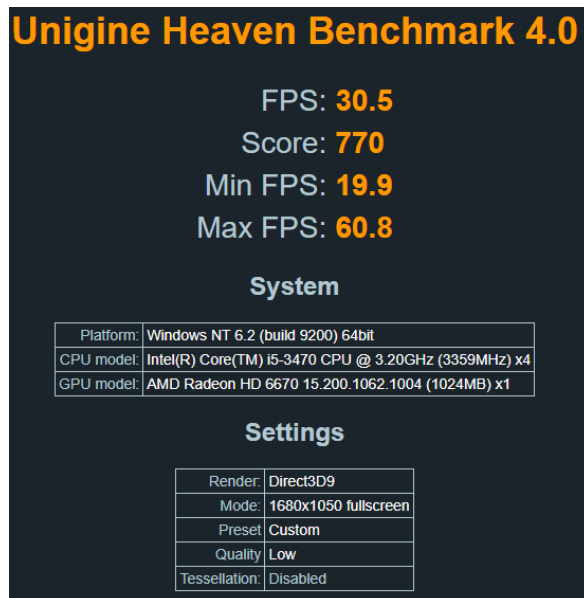 Unigine Heaven Benchmark 4.0
FPS: 30.5
Score: 770
Min FPS: 19.9
Max FPS: 60.8
System
Platform: Windows NT 6.2 (build 9200) 64bit
CPU model: Intel(R) Core(TM) i5-3470 CPU @ 3.20GHz (3359MHz) x4
GPU model: AMD Radeon HD 6670 15.200.1062.1004 (1024MB) x1
Settings
Render: Direct3D9
Mode: 1680x1050 fullscreen
Preset Custom
Quality Low
Tessellation: Disabled